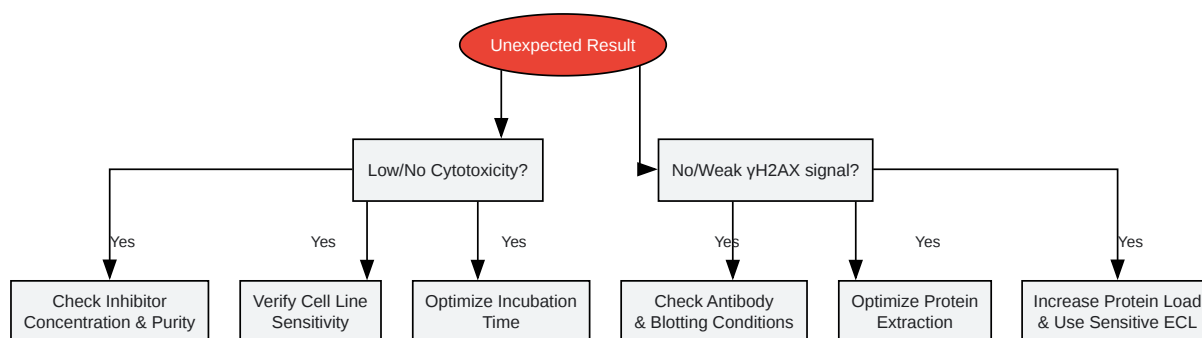 Unexpected Result
Low/No Cytotoxicity?
No/Weak γH2AX signal?
Yes
Yes
Yes
Yes
Yes
Yes
Check Inhibitor
Concentration & Purity
Verify Cell Line
Sensitivity
Optimize Incubation
Time
Check Antibody
& Blotting Conditions
Optimize Protein
Extraction
Increase Protein Load
& Use Sensitive ECL